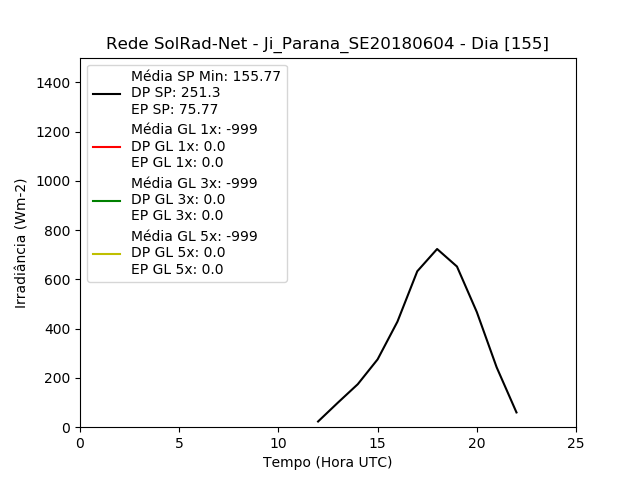 Rede SolRad-Net - Ji_Parana_SE20180604 - Dia [155]
Média SP Min: 155.77
DP SP: 251.3
EP SP: 75.77
Média GL 1x: -999
DP GL 1x: 0.0
EP GL 1x: 0.0
Média GL 3x: -999
DP GL 3x: 0.0
EP GL 3x: 0.0
Média GL 5x: -999
DP GL 5x: 0.0
EP GL 5x: 0.0
Irradiância (Wm-2)
1400
1200
1000
800
600
400
200
0
0 5 10 15 20 25
Tempo (Hora UTC)